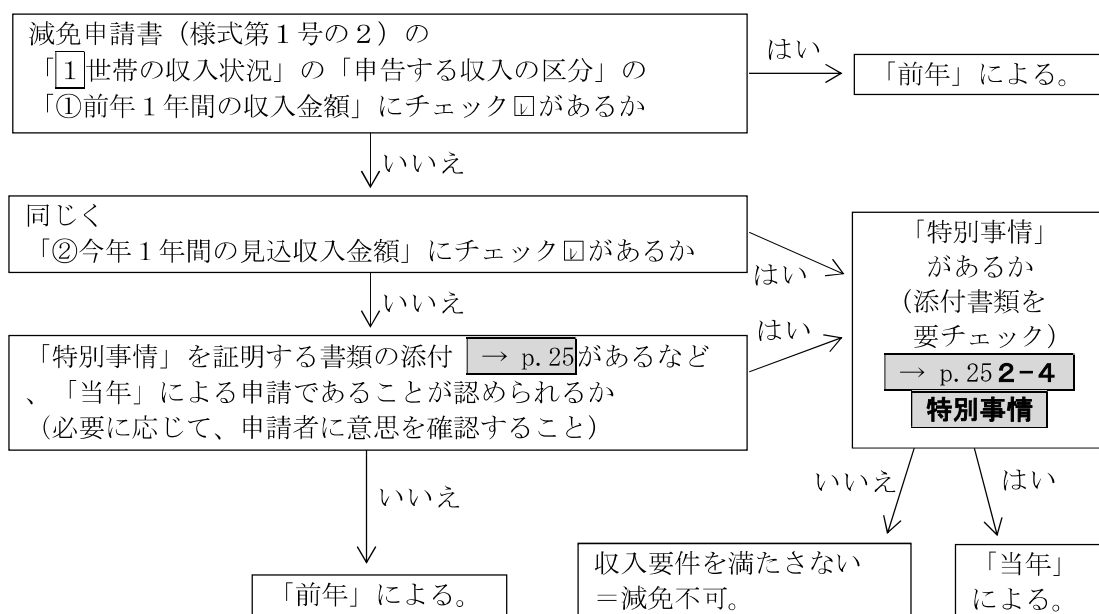 減免申請書（様式第１号の２）の
「1世帯の収入状況」の「申告する収入の区分」の
「①前年１年間の収入金額」にチェック☑があるか
はい
「前年」による。
いいえ
同じく
「②今年１年間の見込収入金額」にチェック☑があるか
はい
いいえ
「特別事情」を証明する書類の添付 → p.25があるなど
、「当年」による申請であることが認められるか
（必要に応じて、申請者に意思を確認すること）
はい
「特別事情」
があるか
（添付書類を
要チェック）
→ p.25 2-4
特別事情
いいえ
いいえ
はい
「前年」による。
収入要件を満たさない
＝減免不可。
「当年」
による。